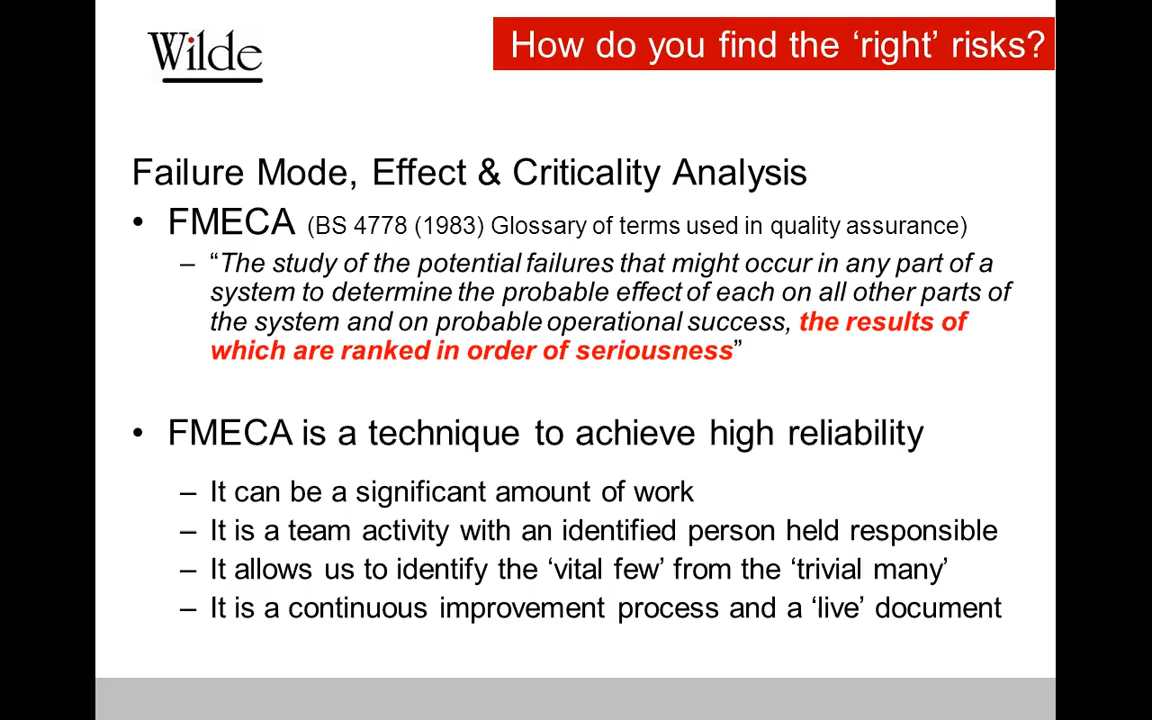 Wilde
How do you find the ‘right’ risks?
Failure Mode, Effect & Criticality Analysis
• FMECA (BS 4778 (1983) Glossary of terms used in quality assurance)
– “The study of the potential failures that might occur in any part of a
system to determine the probable effect of each on all other parts of
the system and on probable operational success, the results of
which are ranked in order of seriousness”
• FMECA is a technique to achieve high reliability
– It can be a significant amount of work
– It is a team activity with an identified person held responsible
– It allows us to identify the ‘vital few’ from the ‘trivial many’
– It is a continuous improvement process and a ‘live’ document